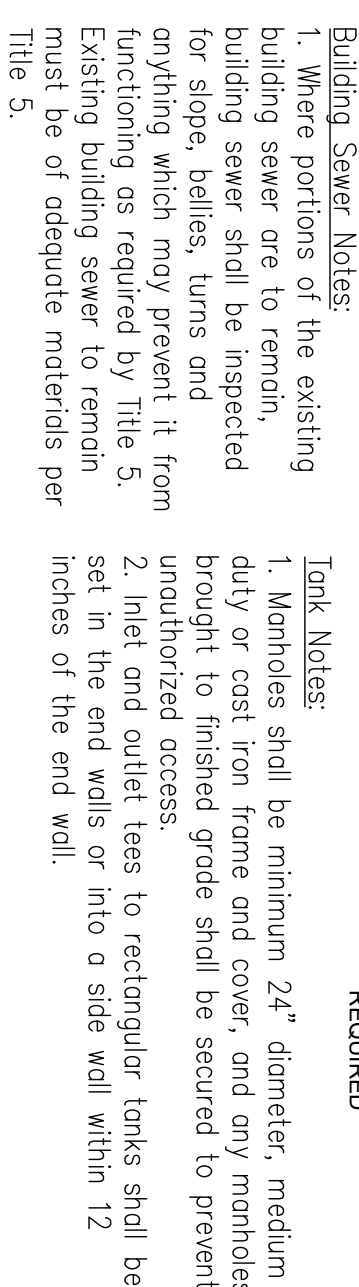 REQUIRED
Building Sewer Notes:
1. Where portions of the existing
building sewer are to remain,
building sewer shall be inspected
for slope, bellies, turns and
anything which may prevent it from
functioning as required by Title 5.
Existing building sewer to remain
must be of adequate materials per
Title 5.
Tank Notes:
1. Manholes shall be minimum 24" diameter, medium
duty or cast iron frame and cover, and any manholes
brought to finished grade shall be secured to prevent
unauthorized access.
2. Inlet and outlet tees to rectangular tanks shall be
set in the end walls or into a side wall within 12
inches of the end wall.